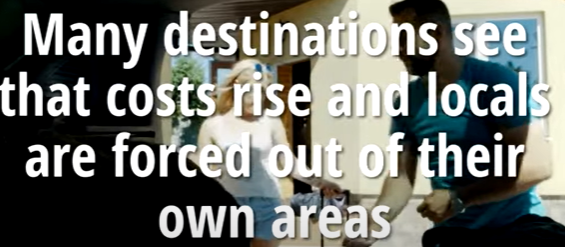 Many destinations see
that costs rise and locals
are forced out of their
own areas